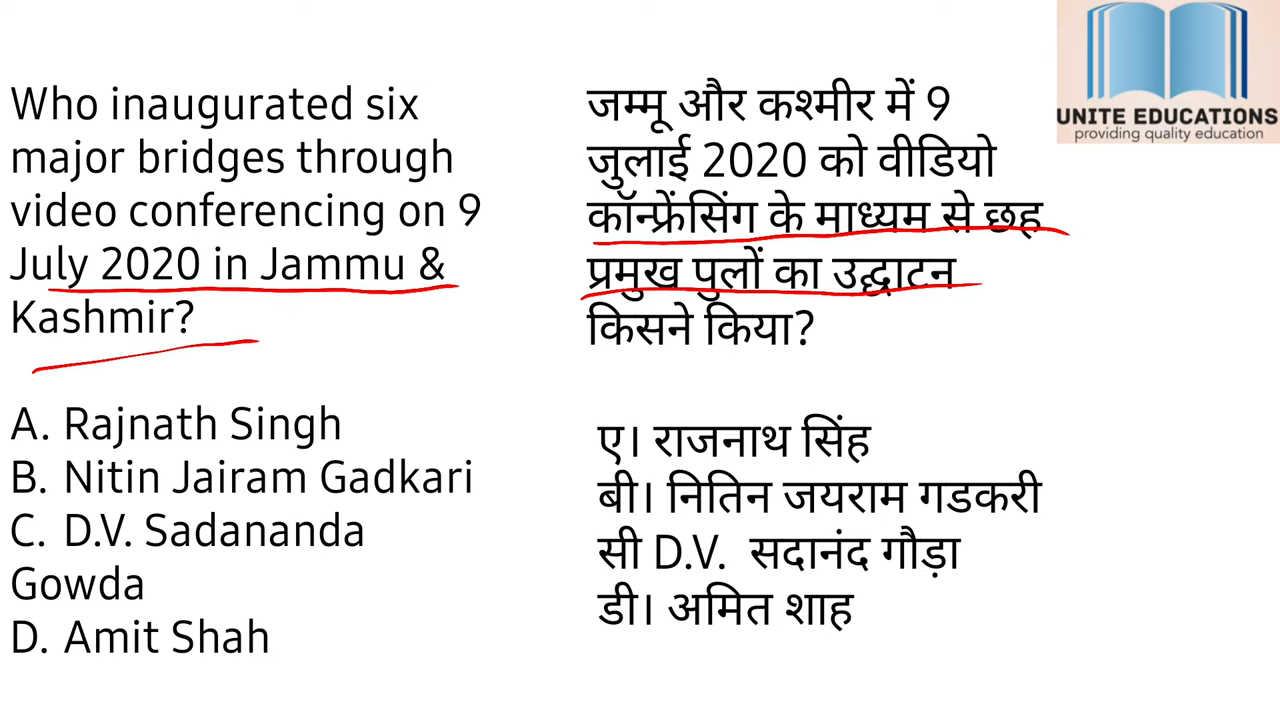 Who inaugurated six
major bridges through
video conferencing on 9
July 2020 in Jammu &
Kashmir?
A. Rajnath Singh
B. Nitin Jairam Gadkari
C. D.V. Sadananda
Gowda
D. Amit Shah
जम्मू और कश्मीर में 9
जुलाई 2020 को वीडियो
कॉन्फ्रेंसिंग के माध्यम से छह
प्रमुख पुलों का उद्घाटन
किसने किया?
ए। राजनाथ सिंह
बी। नितिन जयराम गडकरी
सी D.V. सदानंद गौड़ा
डी। अमित शाह
UNITE EDUCATIONS
providing quality education